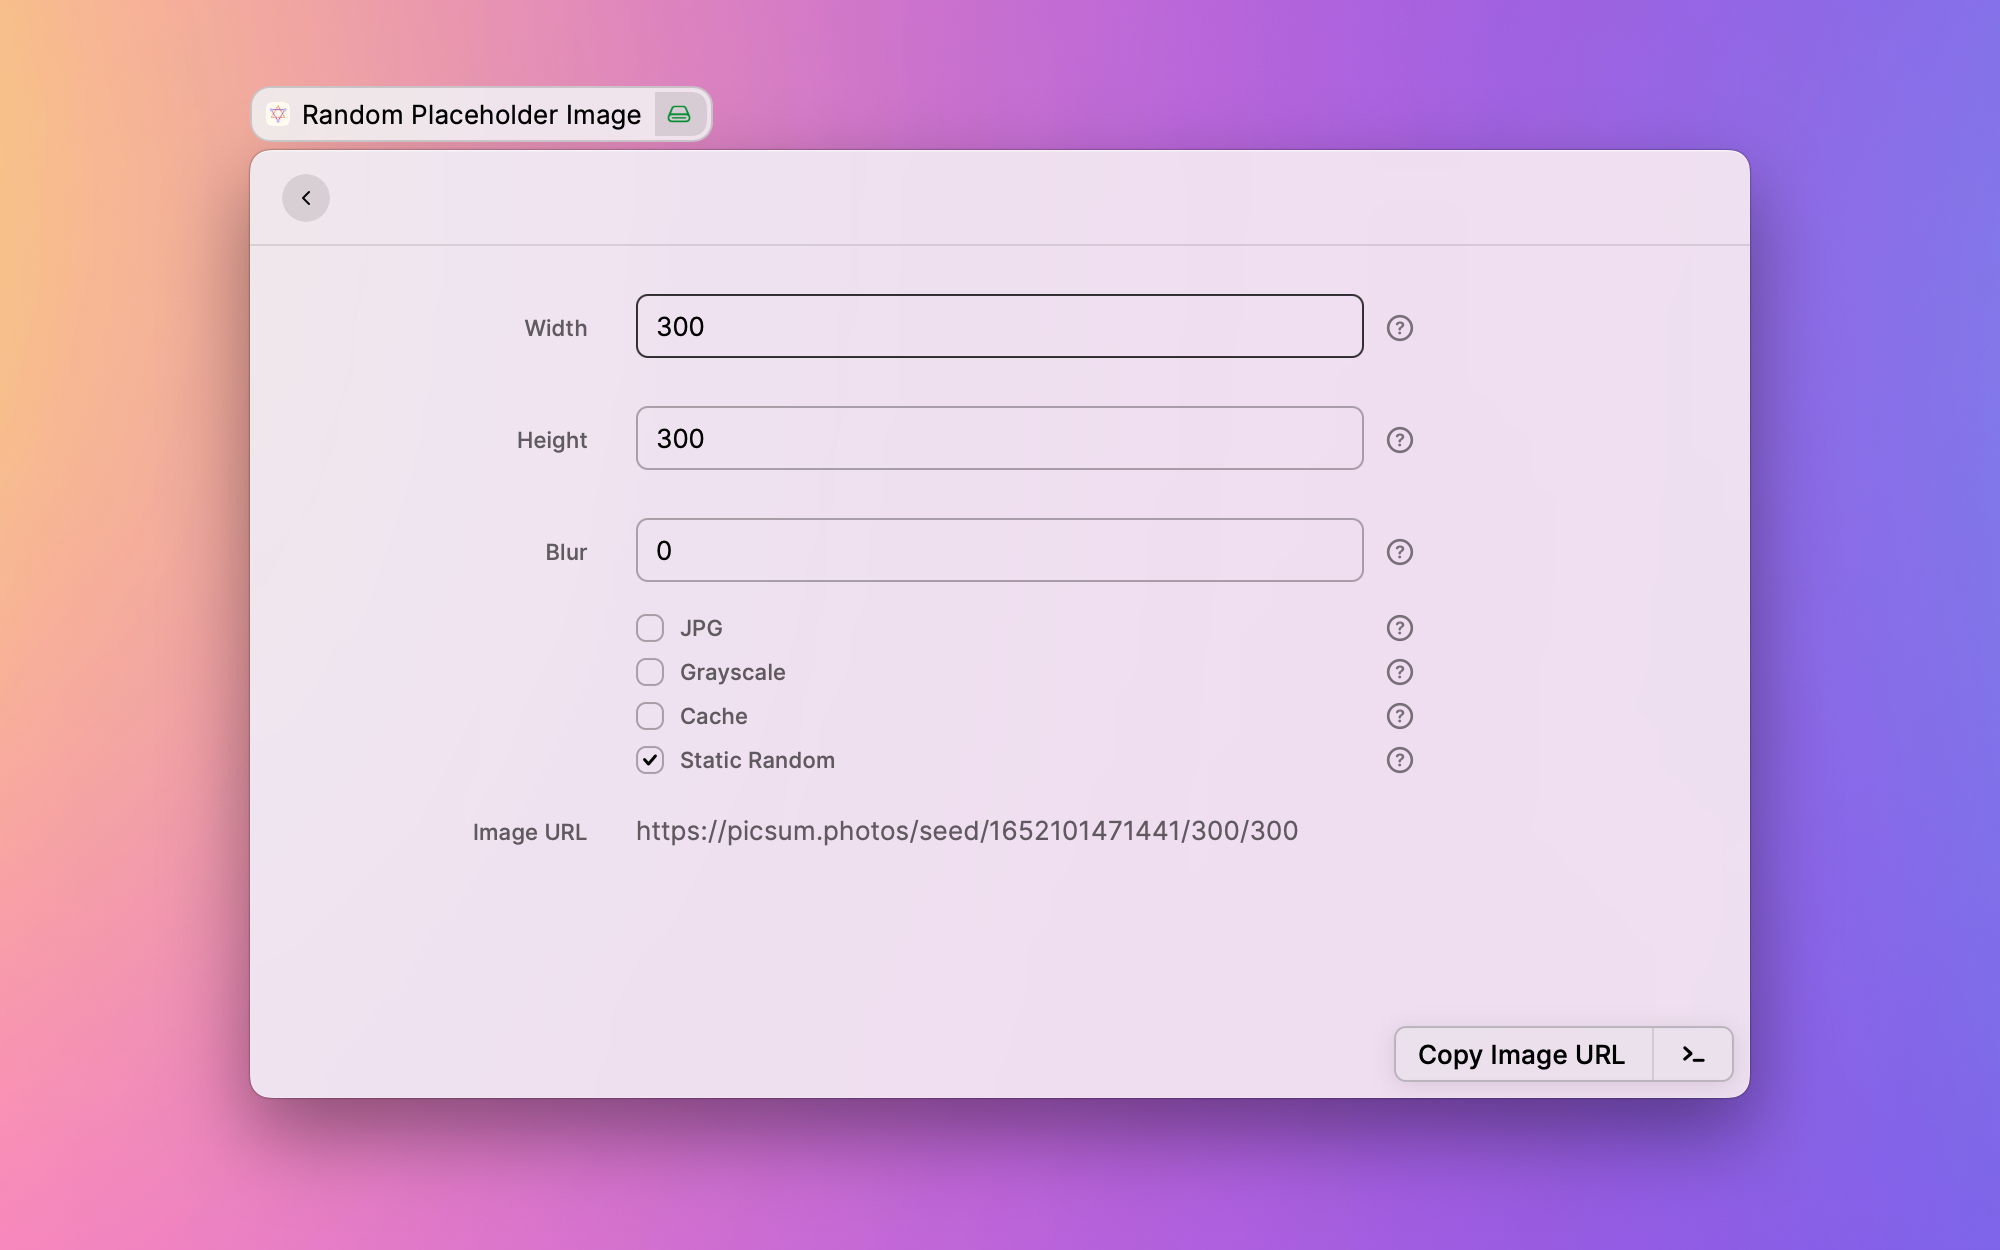 Random Placeholder Image
Width 300
Height 300
Blur 0
JPG
Grayscale
Cache
Static Random
Image URL https://picsum.photos/seed/1652101471441/300/300
Copy Image URL >_